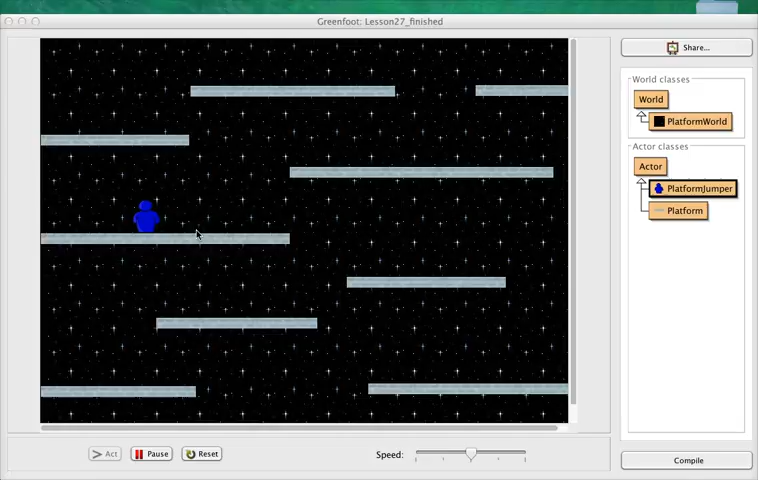 Greenfoot: Lesson27_finished
Share...
World classes
World
PlatformWorld
Actor classes
Actor
PlatformJumper
Platform
Act
Pause
Reset
Speed:
Compile